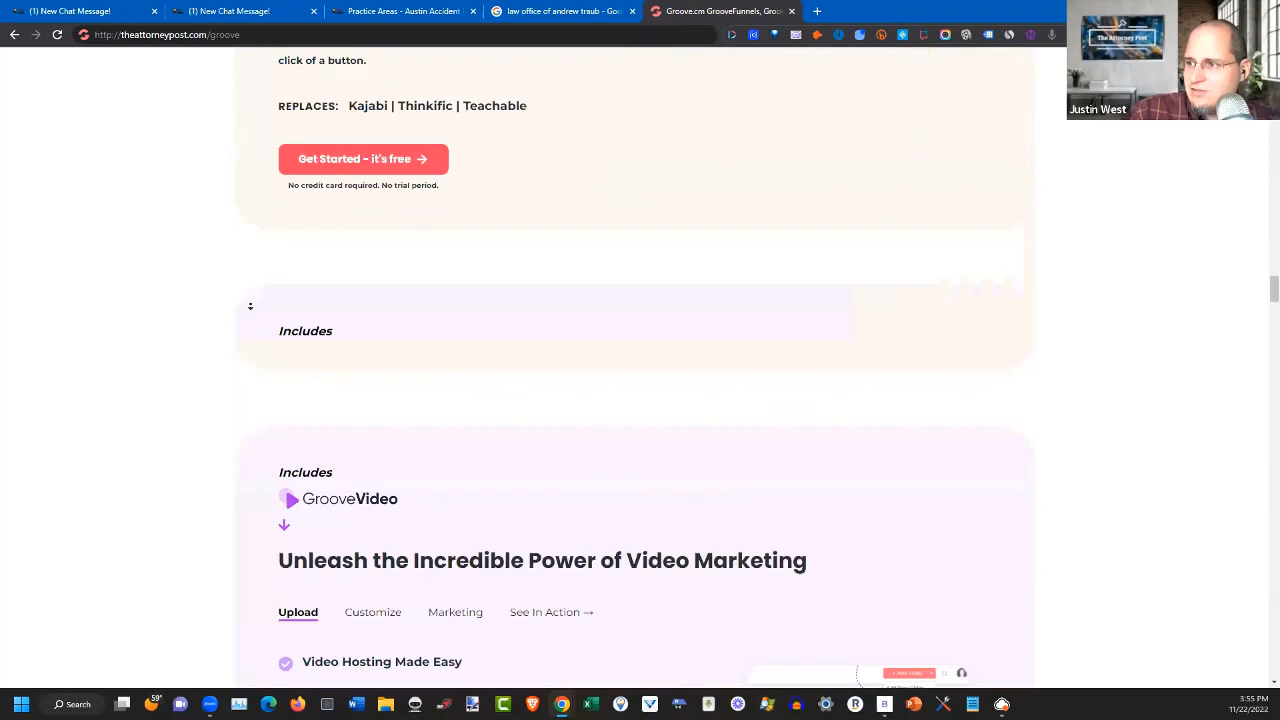 (1) New Chat Message!
(1) New Chat Message!
Practice Areas - Austin Accident
law office of andrew traub - Goo
Groove.cm GrooveFunnels, Groo
http://theattorneypost.com/groove
The Attorney Post
Justin West
click of a button.
REPLACES: Kajabi | Thinkific | Teachable
Get Started – it's free →
No credit card required. No trial period.
Includes
Includes
GrooveVideo
Unleash the Incredible Power of Video Marketing
Upload Customize Marketing See In Action →
Video Hosting Made Easy
Search
59°
3:55 PM
11/22/2022